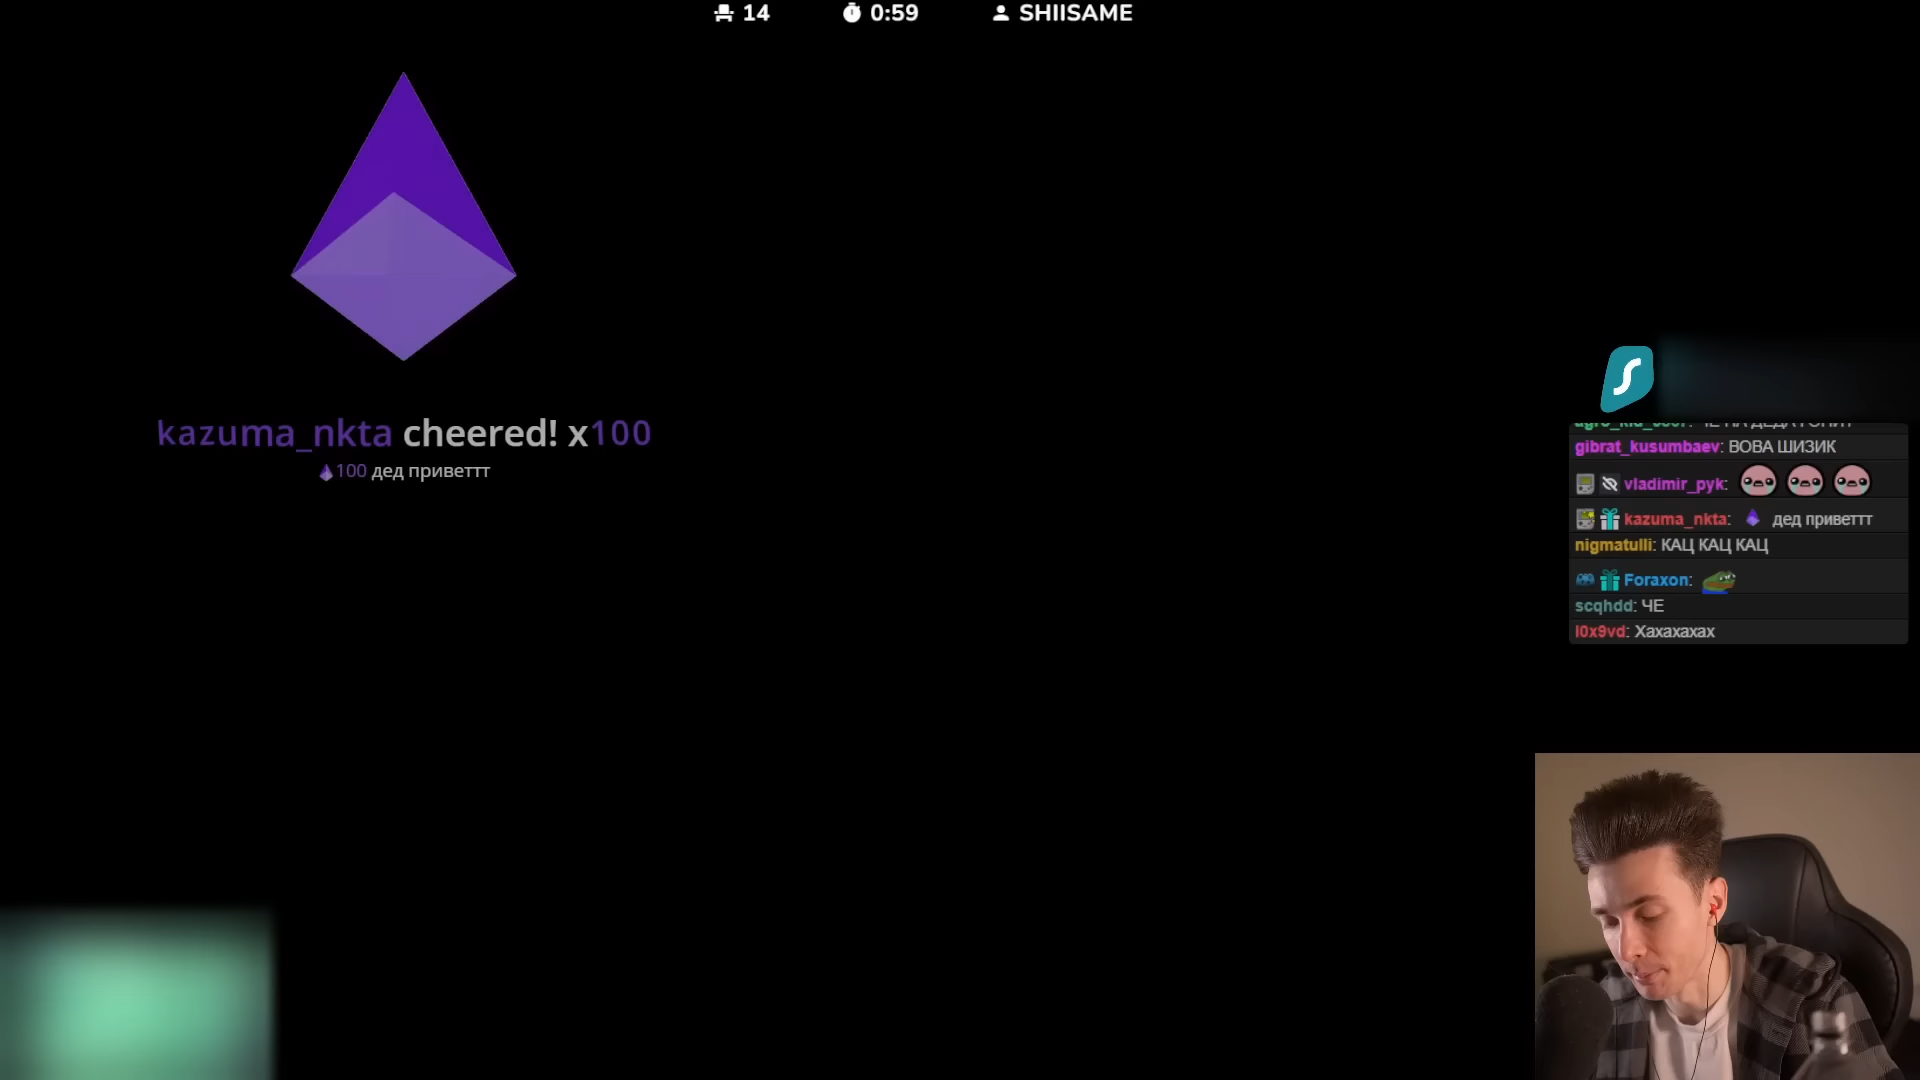 14 0:59 SHIISAME
kazuma_nkta cheered! x100
100 дед приветтт
gibrat_kusumbaev: ВОВА ШИЗИК
vladimir_pyk:
kazuma_nkta: дед приветтт
nigmatulli: КАЦ КАЦ КАЦ
Foraxon:
scqhdd: ЧЕ
l0x9vd: Хахахахах